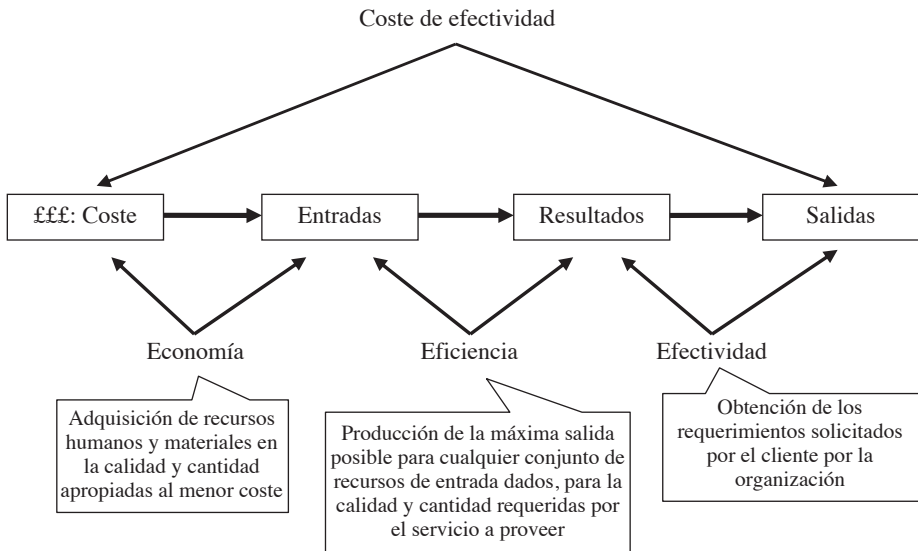 Coste de efectividad
£££: Coste
Entradas
Resultados
Salidas
Economía
Eficiencia
Efectividad
Adquisición de recursos
humanos y materiales en
la calidad y cantidad
apropiadas al menor coste
Producción de la máxima salida
posible para cualquier conjunto de
recursos de entrada dados, para la
calidad y cantidad requeridas por
el servicio a proveer
Obtención de los
requerimientos solicitados
por el cliente por la
organización